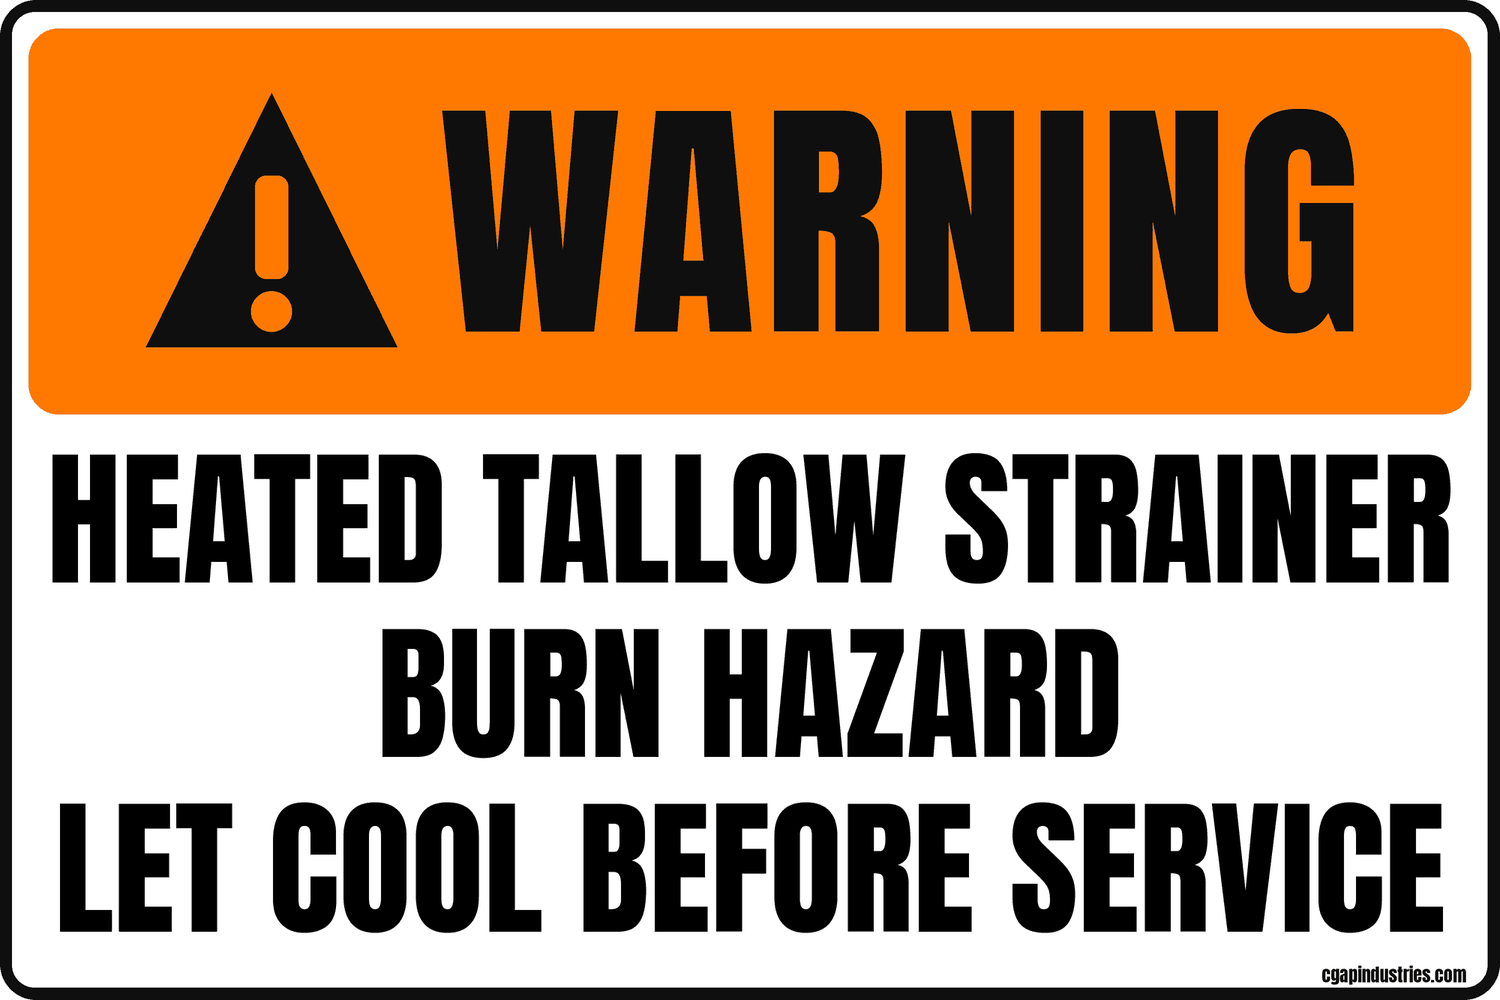 WARNING
HEATED TALLOW STRAINER
BURN HAZARD
LET COOL BEFORE SERVICE
cgapindustries.com